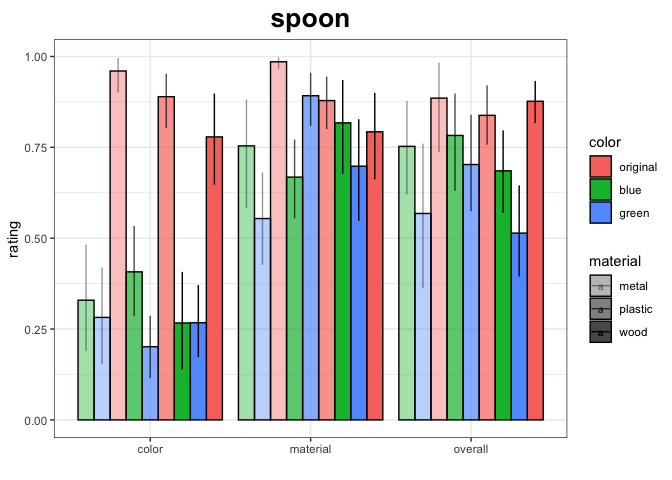 spoon
1.00
0.75
0.50
0.25
0.00
rating
color
material
overall
color
original
blue
green
material
a metal
a plastic
a wood